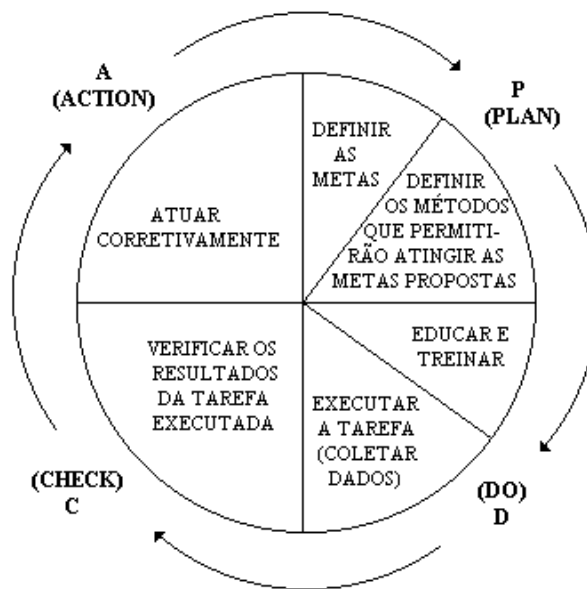 A
(ACTION)
P
(PLAN)
DEFINIR
AS
METAS
DEFINIR
OS MÉTODOS
QUE PERMITI-
RÃO ATINGIR AS
METAS PROPOSTAS
ATUAR
CORRETIVAMENTE
EDUCAR E
TREINAR
VERIFICAR OS
RESULTADOS
DA TAREFA
EXECUTADA
EXECUTAR
A TAREFA
(COLETAR
DADOS)
(CHECK)
C
(DO)
D